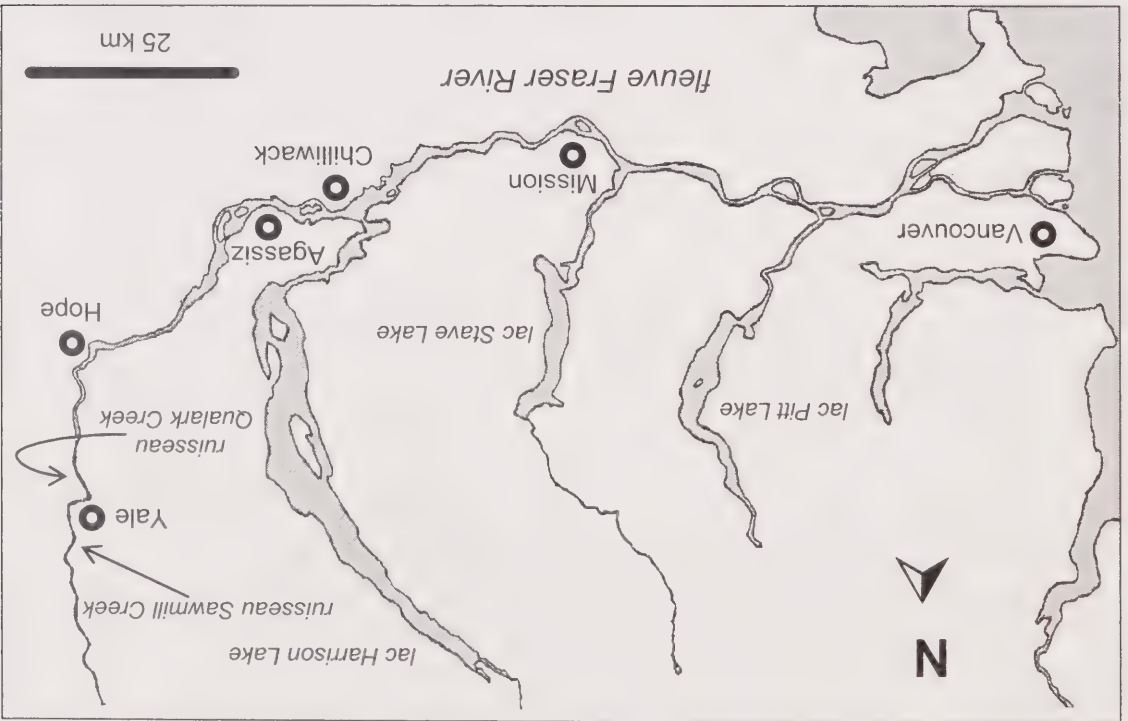 N
lac Harrison Lake
ruisseau Sawmill Creek
Yale
ruisseau
Qualark Creek
lac Pitt Lake
lac Stave Lake
Hope
Vancouver
Agassiz
Mission
Chilliwack
fleuve Fraser River
25 km